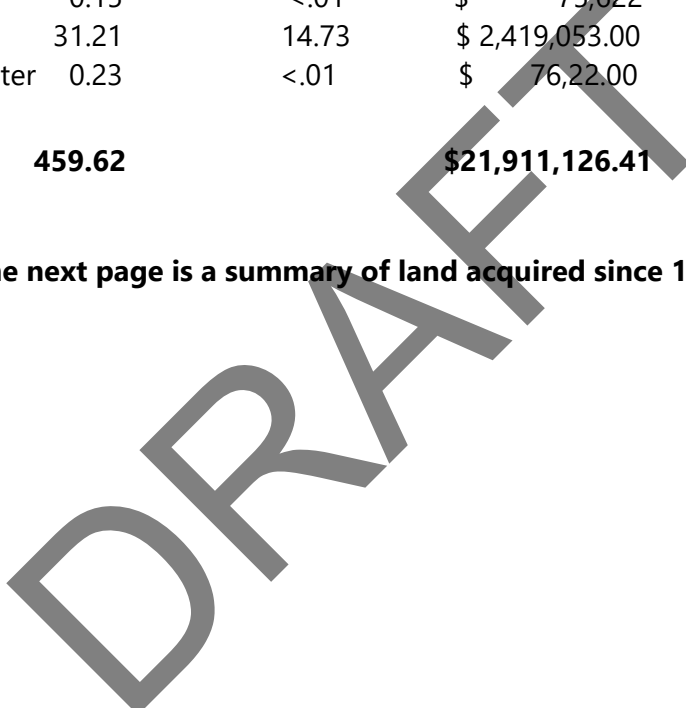 31.21 14.73 $ 2,419,053.00
ter 0.23 <.01 $ 76,22.00
459.62 $21,911,126.41
next page is a summary of land acquired since 1
DRAFT